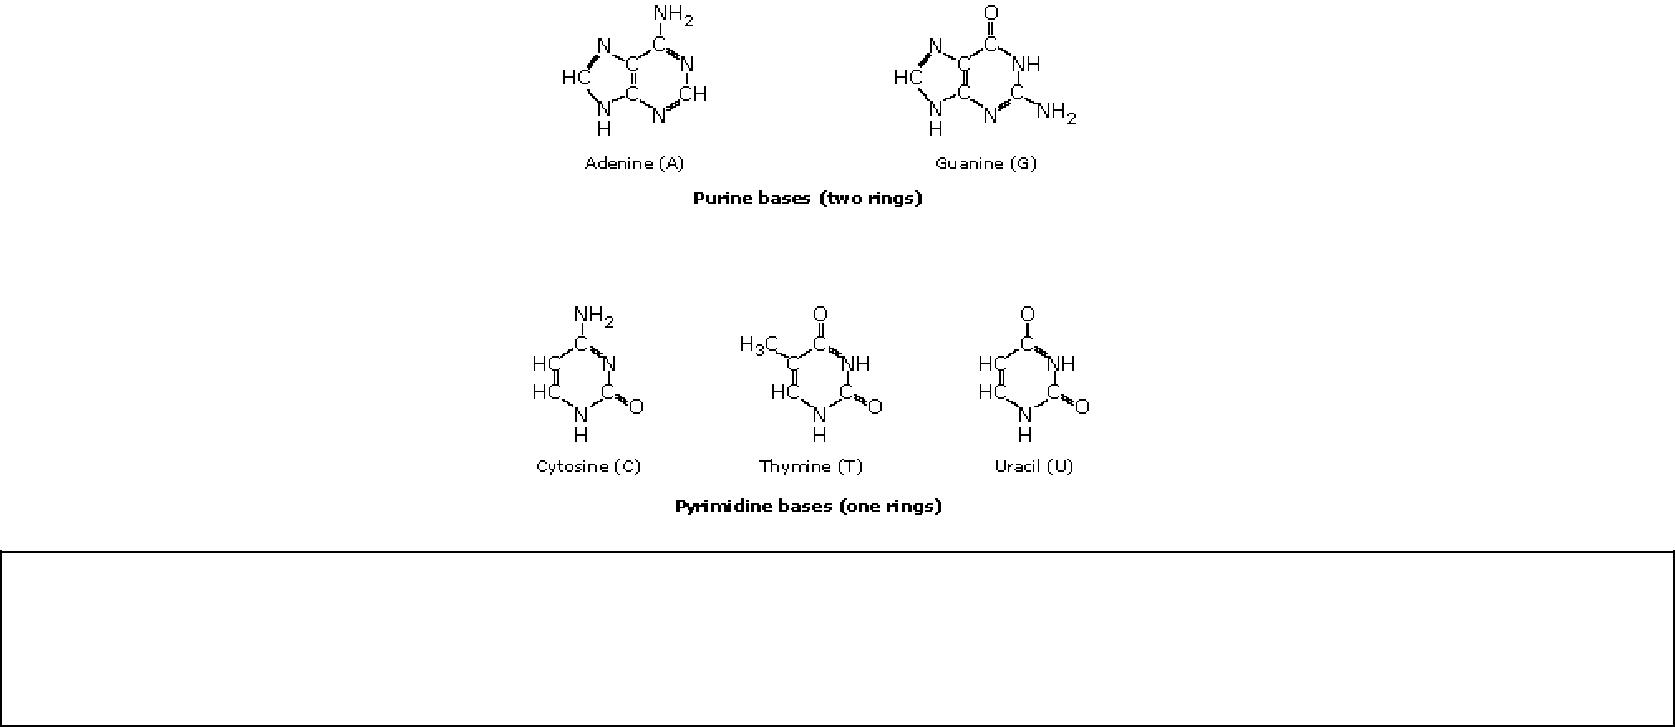 NH2 O
N C N C
HC C N HC C NH
C CH C C
N N N N NH2
H H
Adenine (A) Guanine (G)
Purine bases (two rings)
NH2 O O
C H3C C C
HC N C NH HC NH
HC C HC C HC C
N O N O N O
H H H
Cytosine (C) Thymine (T) Uracil (U)
Pyrimidine bases (one rings)